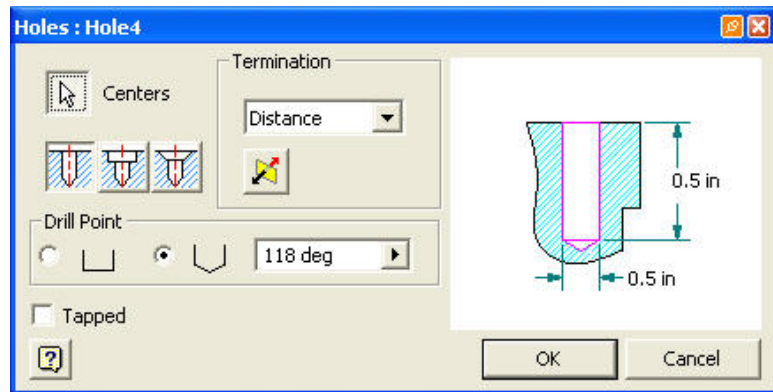 Holes : Hole4
Centers
Termination
Distance
Drill Point
118 deg
Tapped
0.5 in
0.5 in
?
OK
Cancel